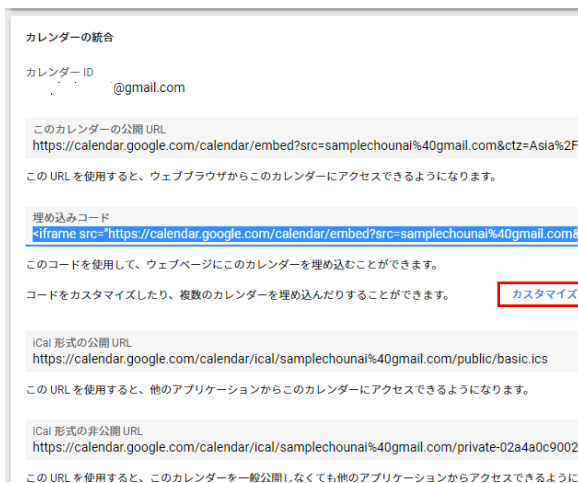 カレンダーの統合
カレンダー ID
@gmail.com
このカレンダーの公開 URL
https://calendar.google.com/calendar/embed?src=samplechounai%40gmail.com&ctz=Asia%2F
この URL を使用すると、ウェブブラウザからこのカレンダーにアクセスできるようになります。
埋め込みコード
<iframe src="https://calendar.google.com/calendar/embed?src=samplechounai%40gmail.com&
このコードを使用して、ウェブページにこのカレンダーを埋め込むことができます。
コードをカスタマイズしたり、複数のカレンダーを埋め込んだりすることができます。 カスタマイズ
iCal 形式の公開 URL
https://calendar.google.com/calendar/ical/samplechounai%40gmail.com/public/basic.ics
この URL を使用すると、他のアプリケーションからこのカレンダーにアクセスできるようになります。
iCal 形式の非公開 URL
https://calendar.google.com/calendar/ical/samplechounai%40gmail.com/private-02a4a0c9002
この URL を使用すると、このカレンダーを一般公開しなくても他のアプリケーションからアクセスできるように